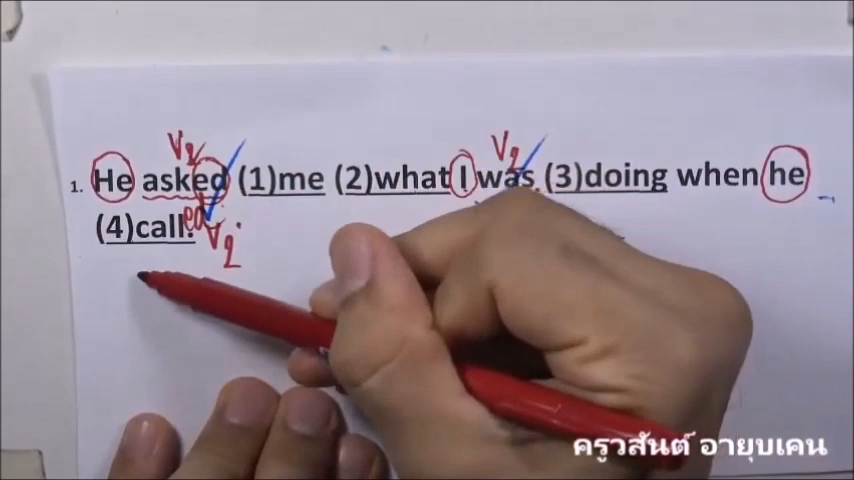 V2 V2
1. He asked (1)me (2)what I was (3)doing when he
(4)call. ed
V2
ครูวสันต์ อายุบเคน